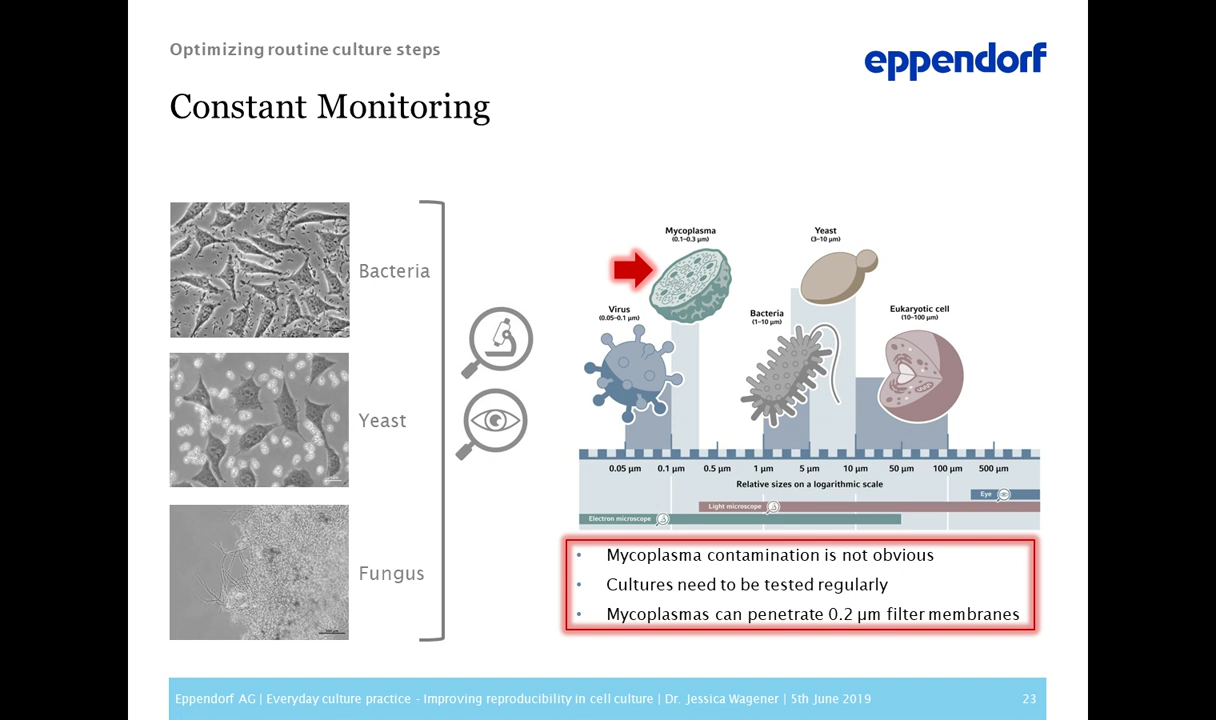 Optimizing routine culture steps
eppendorf
Constant Monitoring
Bacteria
Yeast
Fungus
Mycoplasma
(0.1–0.3 µm)
Yeast
(3–10 µm)
Virus
(0.05–0.1 µm)
Bacteria
(1–10 µm)
Eukaryotic cell
(10–100 µm)
0.05 µm 0.1 µm 0.5 µm 1 µm 5 µm 10 µm 50 µm 100 µm 500 µm
Relative sizes on a logarithmic scale
Eye
Light microscope
Electron microscope
• Mycoplasma contamination is not obvious
• Cultures need to be tested regularly
• Mycoplasmas can penetrate 0.2 µm filter membranes
Eppendorf AG | Everyday culture practice - Improving reproducibility in cell culture | Dr. Jessica Wagener | 5th June 2019 23